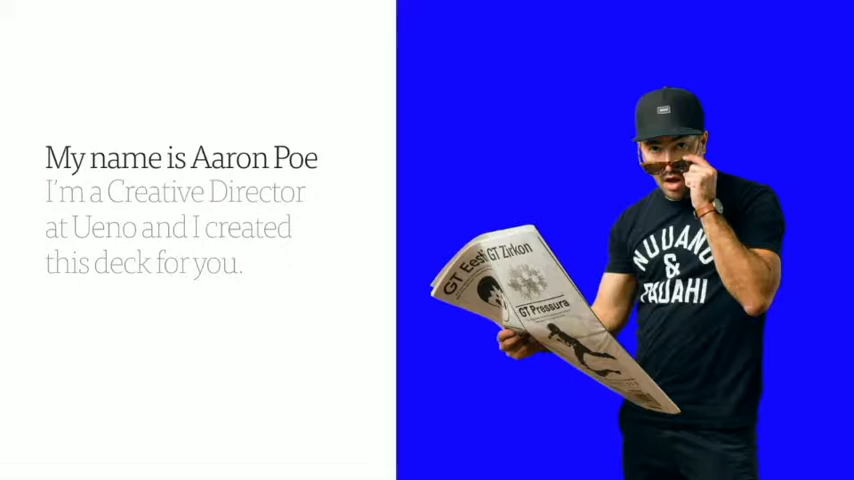 My name is Aaron Poe
I'm a Creative Director
at Ueno and I created
this deck for you.
NUUANU
&
PAUAHI
GT Eesti
GT Zirkon
GT Pressura